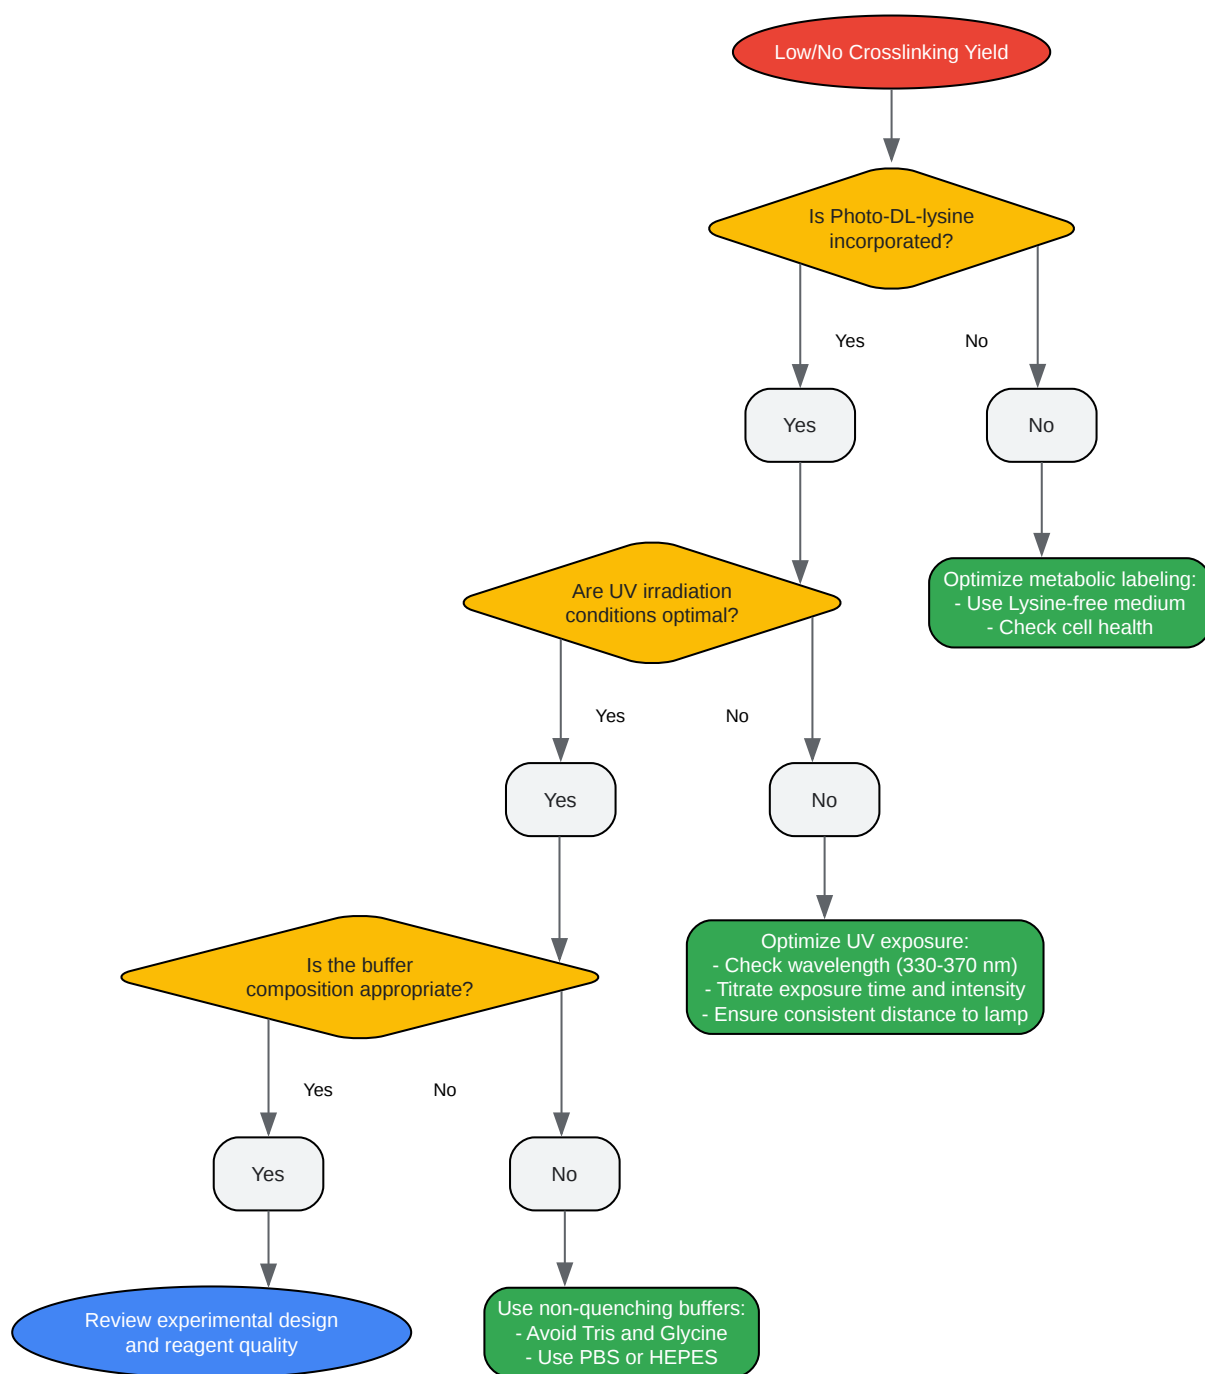 Low/No Crosslinking Yield
Is Photo-DL-lysine
incorporated?
Yes
No
Yes
No
Optimize metabolic labeling:
- Use Lysine-free medium
- Check cell health
Are UV irradiation
conditions optimal?
Yes
No
Yes
No
Optimize UV exposure:
- Check wavelength (330-370 nm)
- Titrate exposure time and intensity
- Ensure consistent distance to lamp
Is the buffer
composition appropriate?
Yes
No
Yes
No
Review experimental design
and reagent quality
Use non-quenching buffers:
- Avoid Tris and Glycine
- Use PBS or HEPES